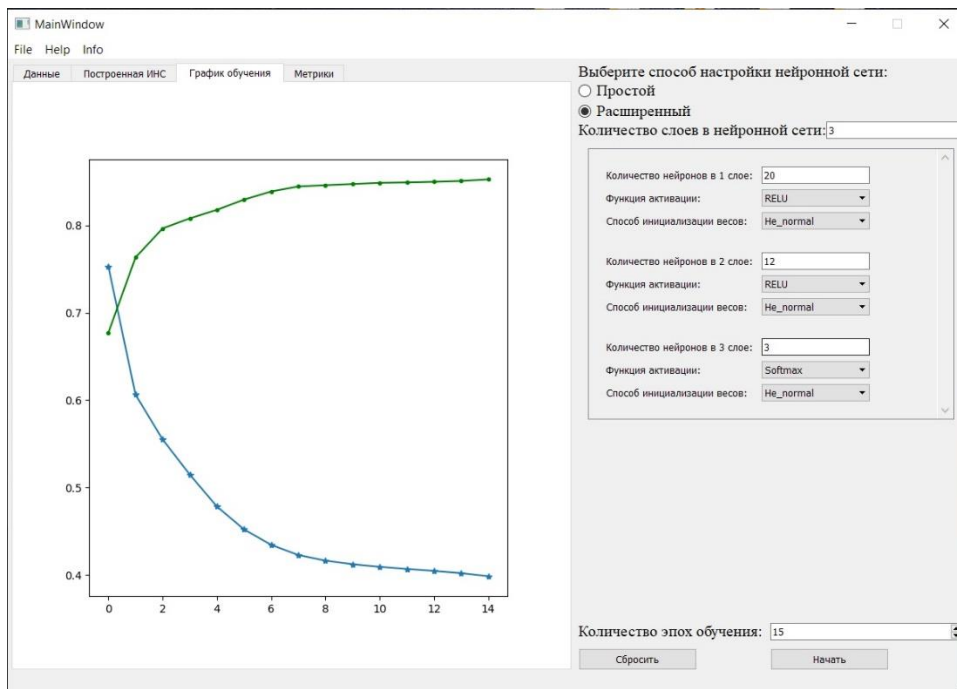 MainWindow
File Help Info
Данные Построенная ИНС График обучения Метрики
0.8
0.7
0.6
0.5
0.4
0 2 4 6 8 10 12 14
Выберите способ настройки нейронной сети:
Простой
Расширенный
Количество слоев в нейронной сети: 3
Количество нейронов в 1 слое: 20
Функция активации: RELU
Способ инициализации весов: He_normal
Количество нейронов в 2 слое: 12
Функция активации: RELU
Способ инициализации весов: He_normal
Количество нейронов в 3 слое: 3
Функция активации: Softmax
Способ инициализации весов: He_normal
Количество эпох обучения: 15
Сбросить Начать